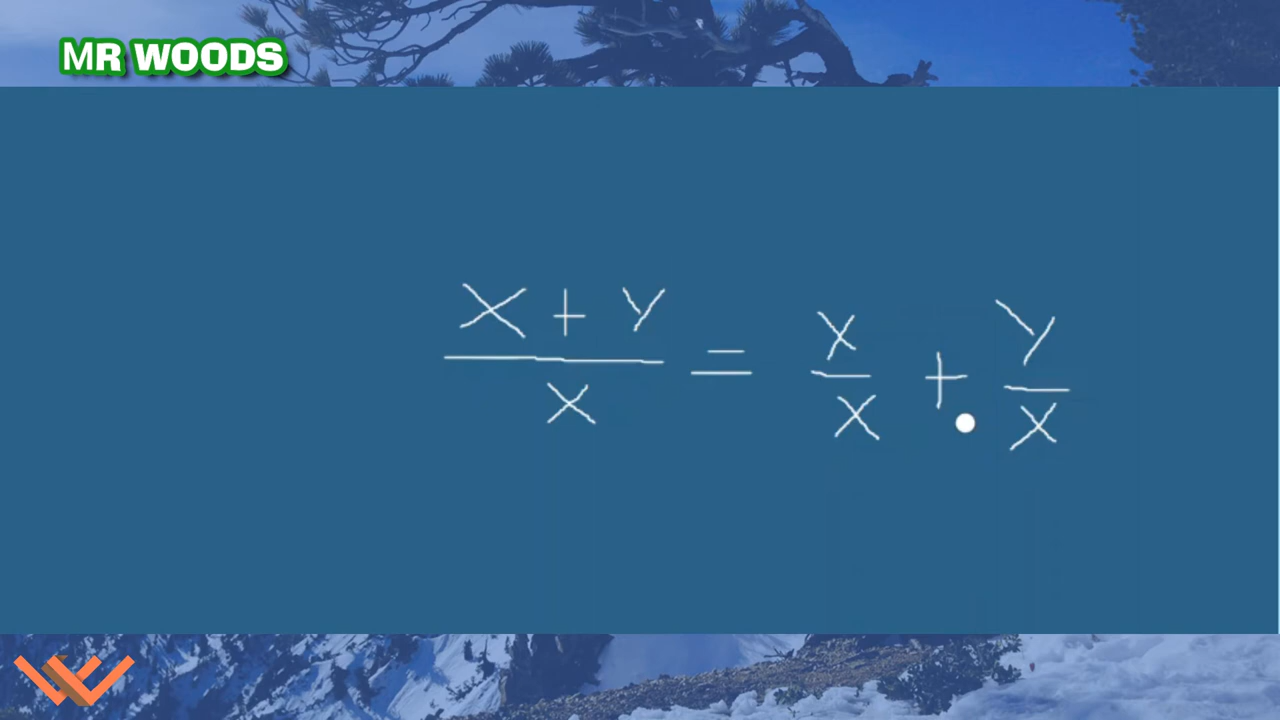 MR WOODS
X + Y / X = X / X + Y / X